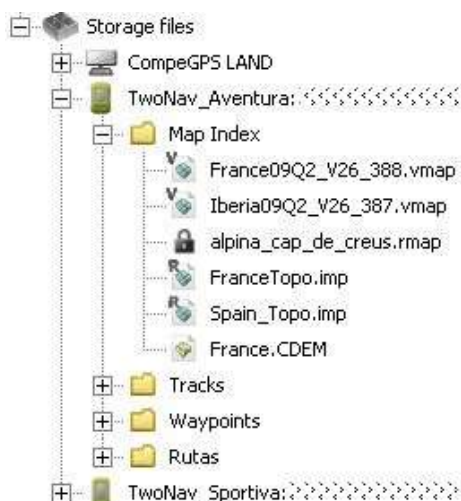 Storage files
CompeGPS LAND
TwoNav_Aventura:
Map Index
V France09Q2_V26_388.vmap
V Iberia09Q2_V26_387.vmap
alpina_cap_de_creus.rmap
R FranceTopo.imp
R Spain_Topo.imp
France.CDEM
Tracks
Waypoints
Rutas
TwoNav_Sportiva: